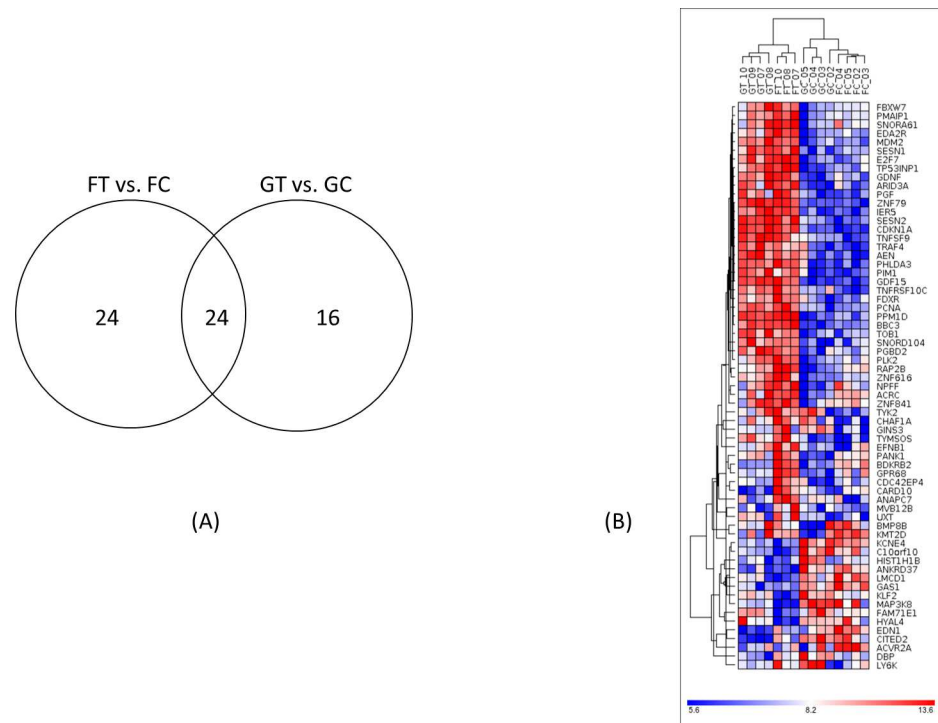 FT vs. FC
GT vs. GC
24
24
16
(A)
(B)
GT_10
GT_09
GT_07
GT_08
FT_10
FT_08
FT_07
GC_05
GC_04
GC_03
GC_02
FC_04
FC_05
FC_02
FC_03
FBXW7
PMAIP1
SNORA61
EDA2R
MDM2
SESN1
E2F7
TP53INP1
GDNF
ARID3A
PGF
ZNF79
IER5
SESN2
CDKN1A
TNFSF9
TRAF4
AEN
PHLDA3
PIM1
GDF15
TNFRSF10C
FDXR
PCNA
PPM1D
BBC3
TOB1
SNORD104
PGBD2
PLK2
RAP2B
ZNF616
NPFF
ACRC
ZNF841
TYK2
CHAF1A
GINS3
TYMSOS
EFNB1
PANK1
BDKRB2
GPR68
CDC42EP4
CARD10
ANAPC7
MVB12B
UXT
BMP8B
KMT2D
KCNE4
C10orf10
HIST1H1B
ANKRD37
LMCD1
GAS1
KLF2
MAP3K8
FAM71E1
HYAL4
EDN1
CITED2
ACVR2A
DBP
LY6K
5.6
8.2
13.6